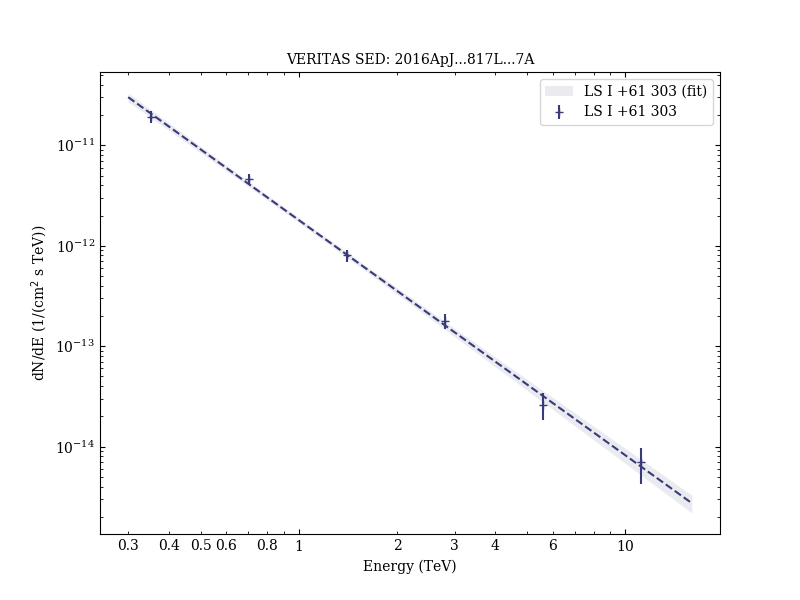 VERITAS SED: 2016ApJ...817L...7A
LS I +61 303 (fit)
LS I +61 303
dN/dE (1/(cm² s TeV))
10⁻¹¹
10⁻¹²
10⁻¹³
10⁻¹⁴
0.3 0.4 0.5 0.6 0.8 1 2 3 4 6 10
Energy (TeV)